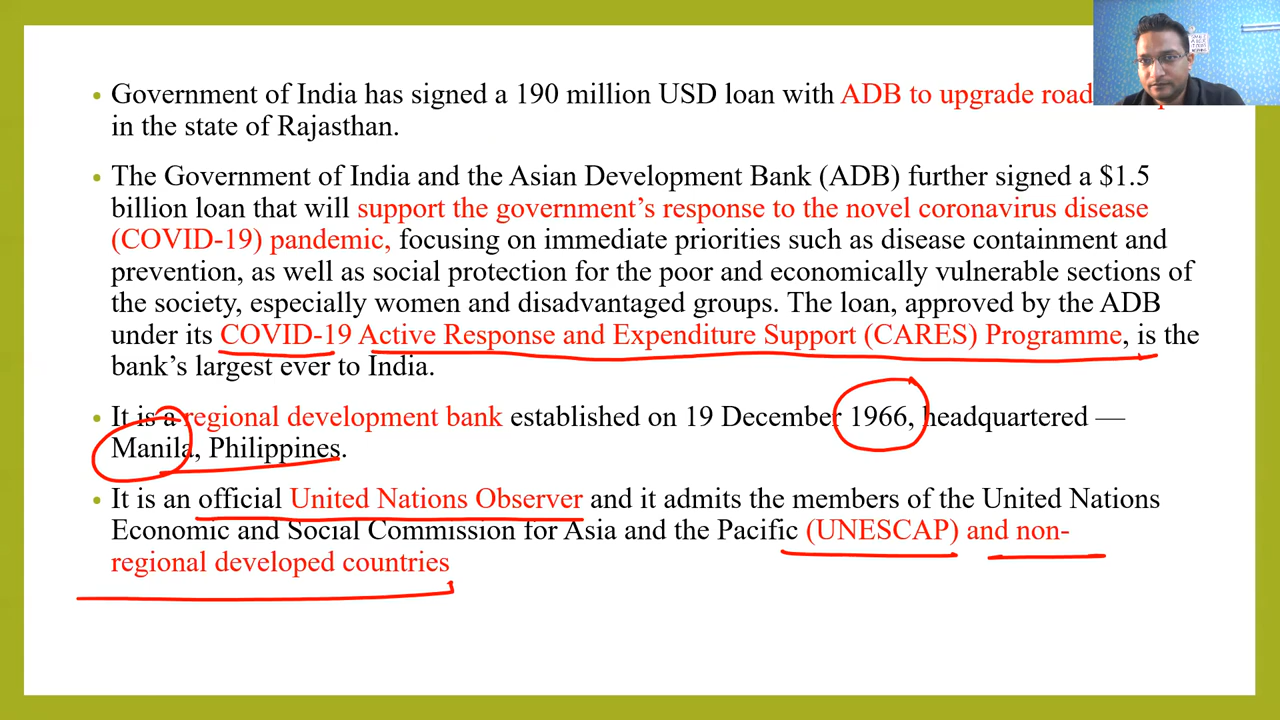 • Government of India has signed a 190 million USD loan with ADB to upgrade road
in the state of Rajasthan.
• The Government of India and the Asian Development Bank (ADB) further signed a $1.5
billion loan that will support the government’s response to the novel coronavirus disease
(COVID-19) pandemic, focusing on immediate priorities such as disease containment and
prevention, as well as social protection for the poor and economically vulnerable sections of
the society, especially women and disadvantaged groups. The loan, approved by the ADB
under its COVID-19 Active Response and Expenditure Support (CARES) Programme, is the
bank’s largest ever to India.
• It is a regional development bank established on 19 December 1966, headquartered —
Manila, Philippines.
• It is an official United Nations Observer and it admits the members of the United Nations
Economic and Social Commission for Asia and the Pacific (UNESCAP) and non-
regional developed countries